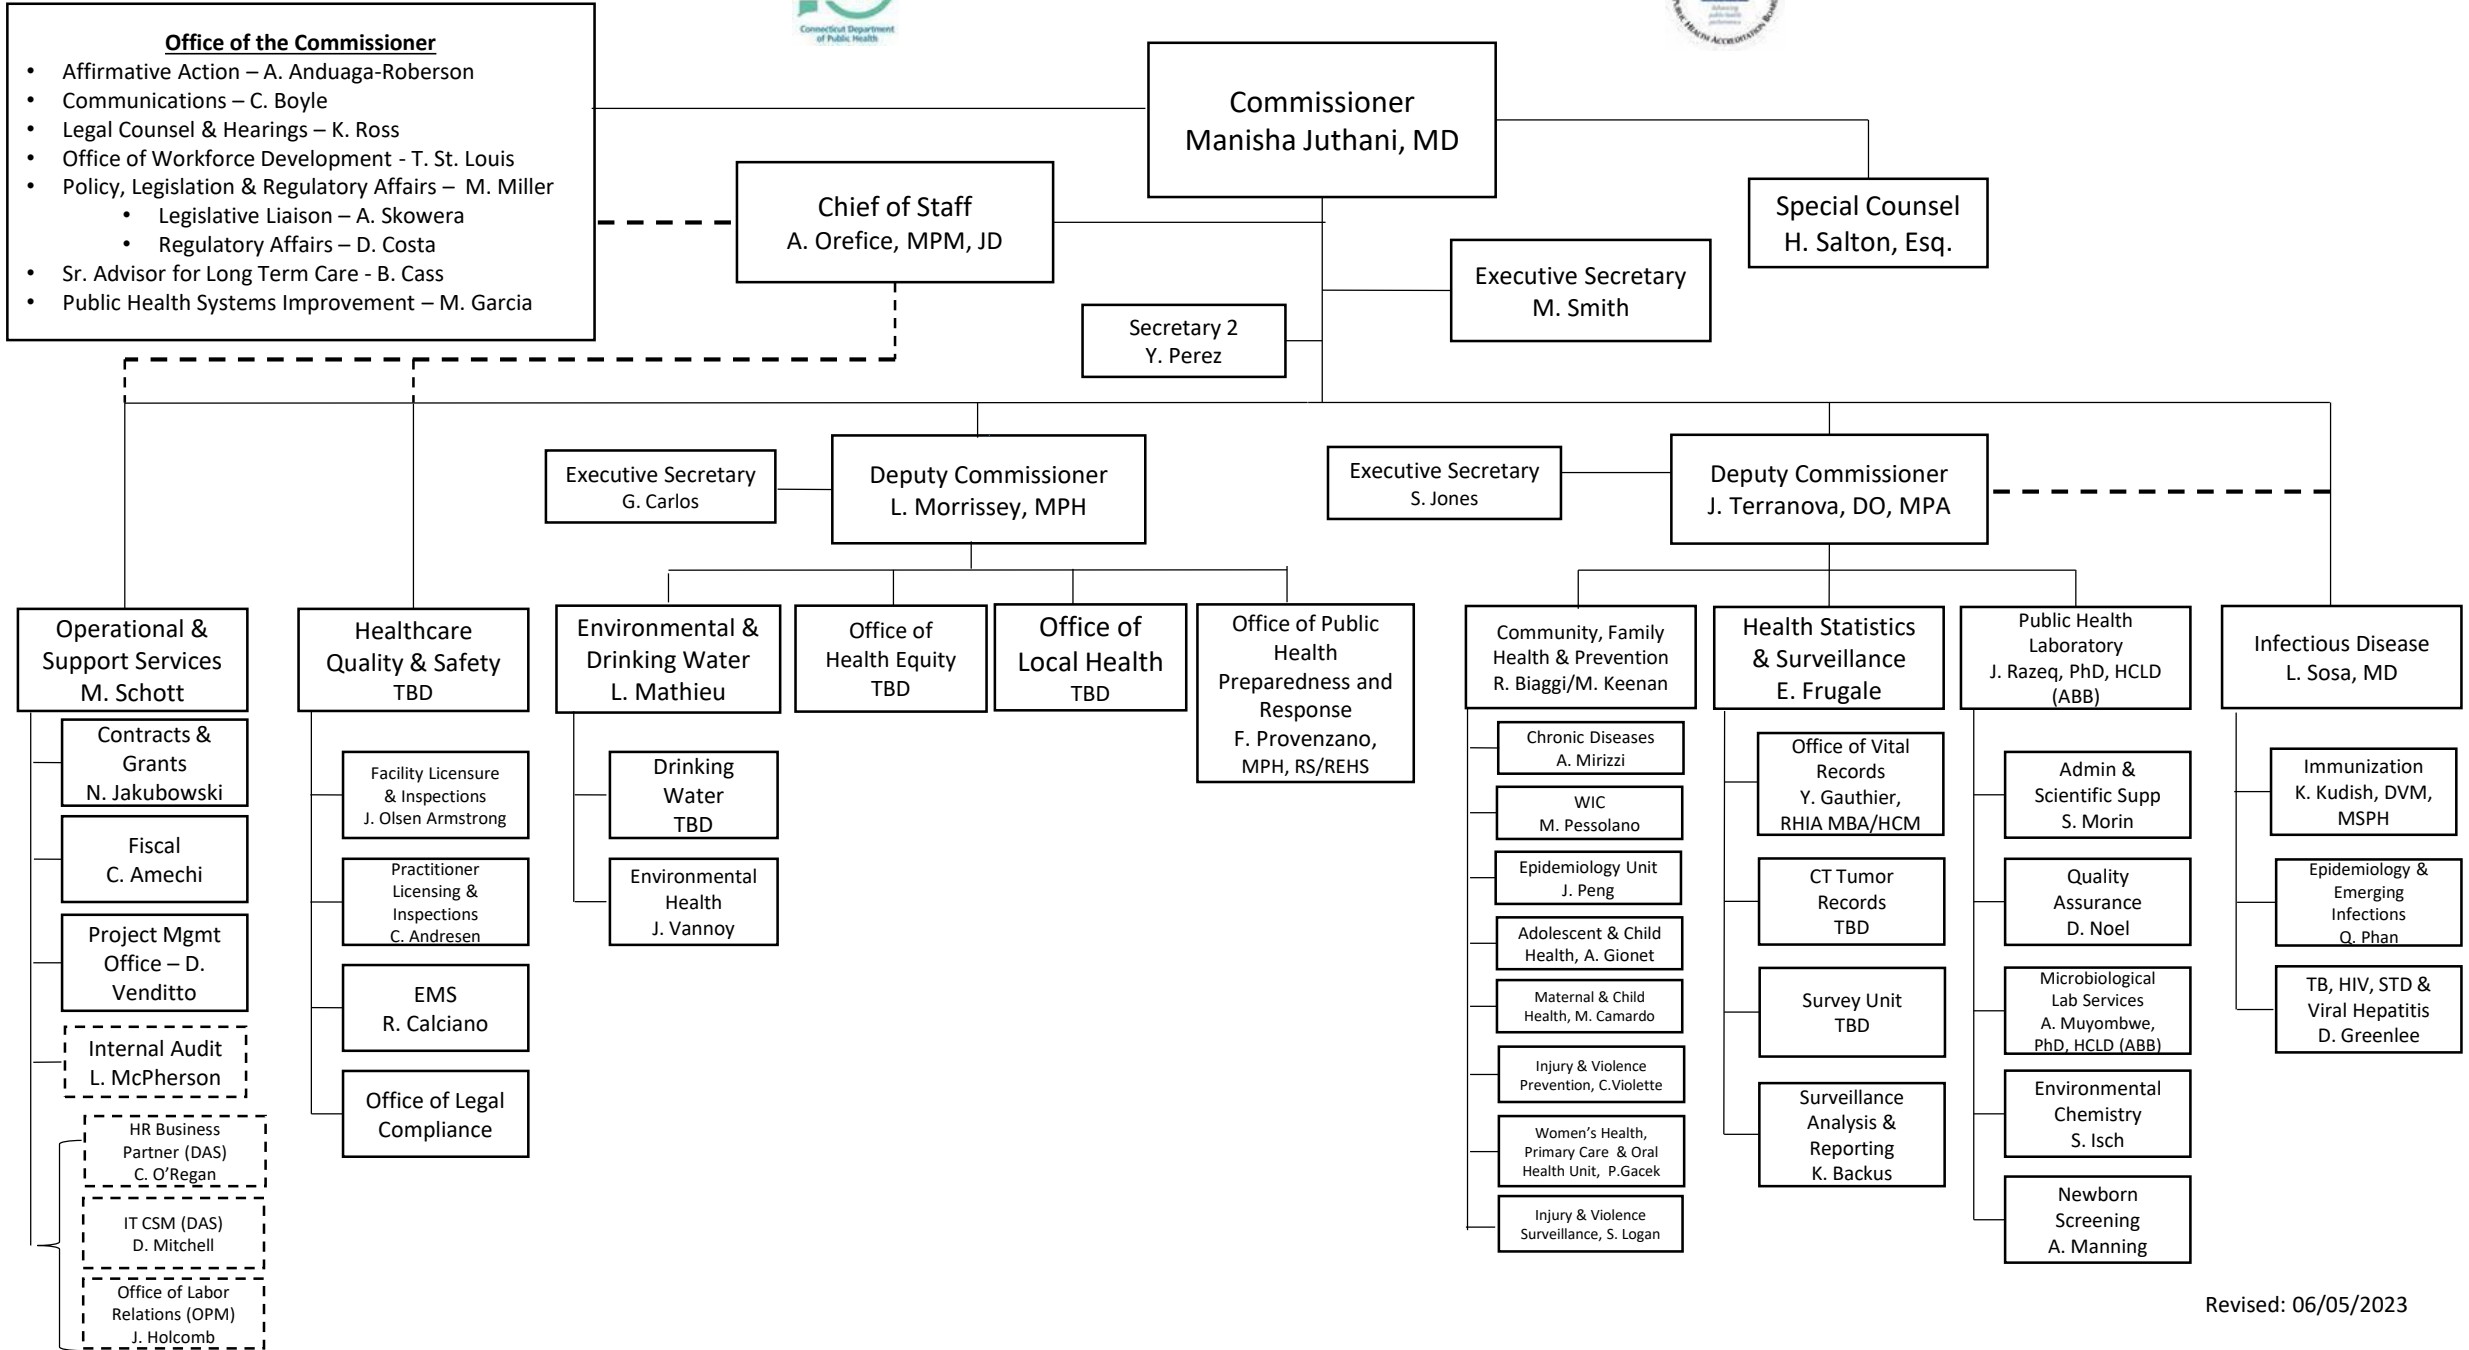 Office of the Commissioner
• Affirmative Action – A. Anduaga-Roberson
• Communications – C. Boyle
• Legal Counsel & Hearings – K. Ross
• Office of Workforce Development - T. St. Louis
• Policy, Legislation & Regulatory Affairs – M. Miller
• Legislative Liaison – A. Skowera
• Regulatory Affairs – D. Costa
• Sr. Advisor for Long Term Care - B. Cass
• Public Health Systems Improvement – M. Garcia
Connecticut Department
of Public Health
Advancing
public health
performance
PUBLIC HEALTH ACCREDITATION BOARD
Commissioner
Manisha Juthani, MD
Chief of Staff
A. Orefice, MPM, JD
Special Counsel
H. Salton, Esq.
Executive Secretary
M. Smith
Secretary 2
Y. Perez
Executive Secretary
G. Carlos
Deputy Commissioner
L. Morrissey, MPH
Executive Secretary
S. Jones
Deputy Commissioner
J. Terranova, DO, MPA
Operational &
Support Services
M. Schott
Contracts &
Grants
N. Jakubowski
Fiscal
C. Amechi
Project Mgmt
Office – D.
Venditto
Internal Audit
L. McPherson
HR Business
Partner (DAS)
C. O’Regan
IT CSM (DAS)
D. Mitchell
Office of Labor
Relations (OPM)
J. Holcomb
Healthcare
Quality & Safety
TBD
Facility Licensure
& Inspections
J. Olsen Armstrong
Practitioner
Licensing &
Inspections
C. Andresen
EMS
R. Calciano
Office of Legal
Compliance
Environmental &
Drinking Water
L. Mathieu
Drinking
Water
TBD
Environmental
Health
J. Vannoy
Office of
Health Equity
TBD
Office of
Local Health
TBD
Office of Public
Health
Preparedness and
Response
F. Provenzano,
MPH, RS/REHS
Community, Family
Health & Prevention
R. Biaggi/M. Keenan
Chronic Diseases
A. Mirizzi
WIC
M. Pessolano
Epidemiology Unit
J. Peng
Adolescent & Child
Health, A. Gionet
Maternal & Child
Health, M. Camardo
Injury & Violence
Prevention, C.Violette
Women’s Health,
Primary Care & Oral
Health Unit, P.Gacek
Injury & Violence
Surveillance, S. Logan
Health Statistics
& Surveillance
E. Frugale
Office of Vital
Records
Y. Gauthier,
RHIA MBA/HCM
CT Tumor
Records
TBD
Survey Unit
TBD
Surveillance
Analysis &
Reporting
K. Backus
Public Health
Laboratory
J. Razeq, PhD, HCLD
(ABB)
Admin &
Scientific Supp
S. Morin
Quality
Assurance
D. Noel
Microbiological
Lab Services
A. Muyombwe,
PhD, HCLD (ABB)
Environmental
Chemistry
S. Isch
Newborn
Screening
A. Manning
Infectious Disease
L. Sosa, MD
Immunization
K. Kudish, DVM,
MSPH
Epidemiology &
Emerging
Infections
Q. Phan
TB, HIV, STD &
Viral Hepatitis
D. Greenlee
Revised: 06/05/2023